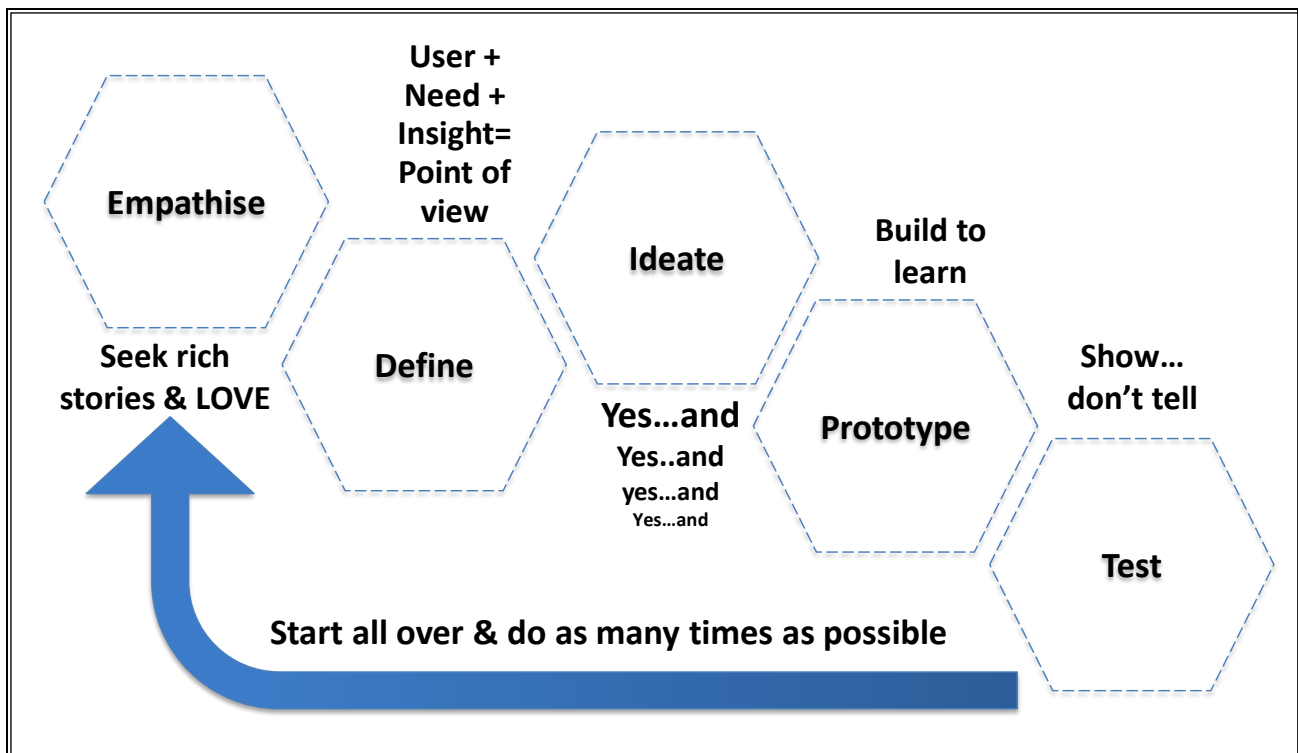 Empathise
Seek rich
stories & LOVE
User +
Need +
Insight=
Point of
view
Define
Ideate
Yes...and
Yes..and
yes...and
Yes...and
Build to
learn
Prototype
Show...
don't tell
Test
Start all over & do as many times as possible